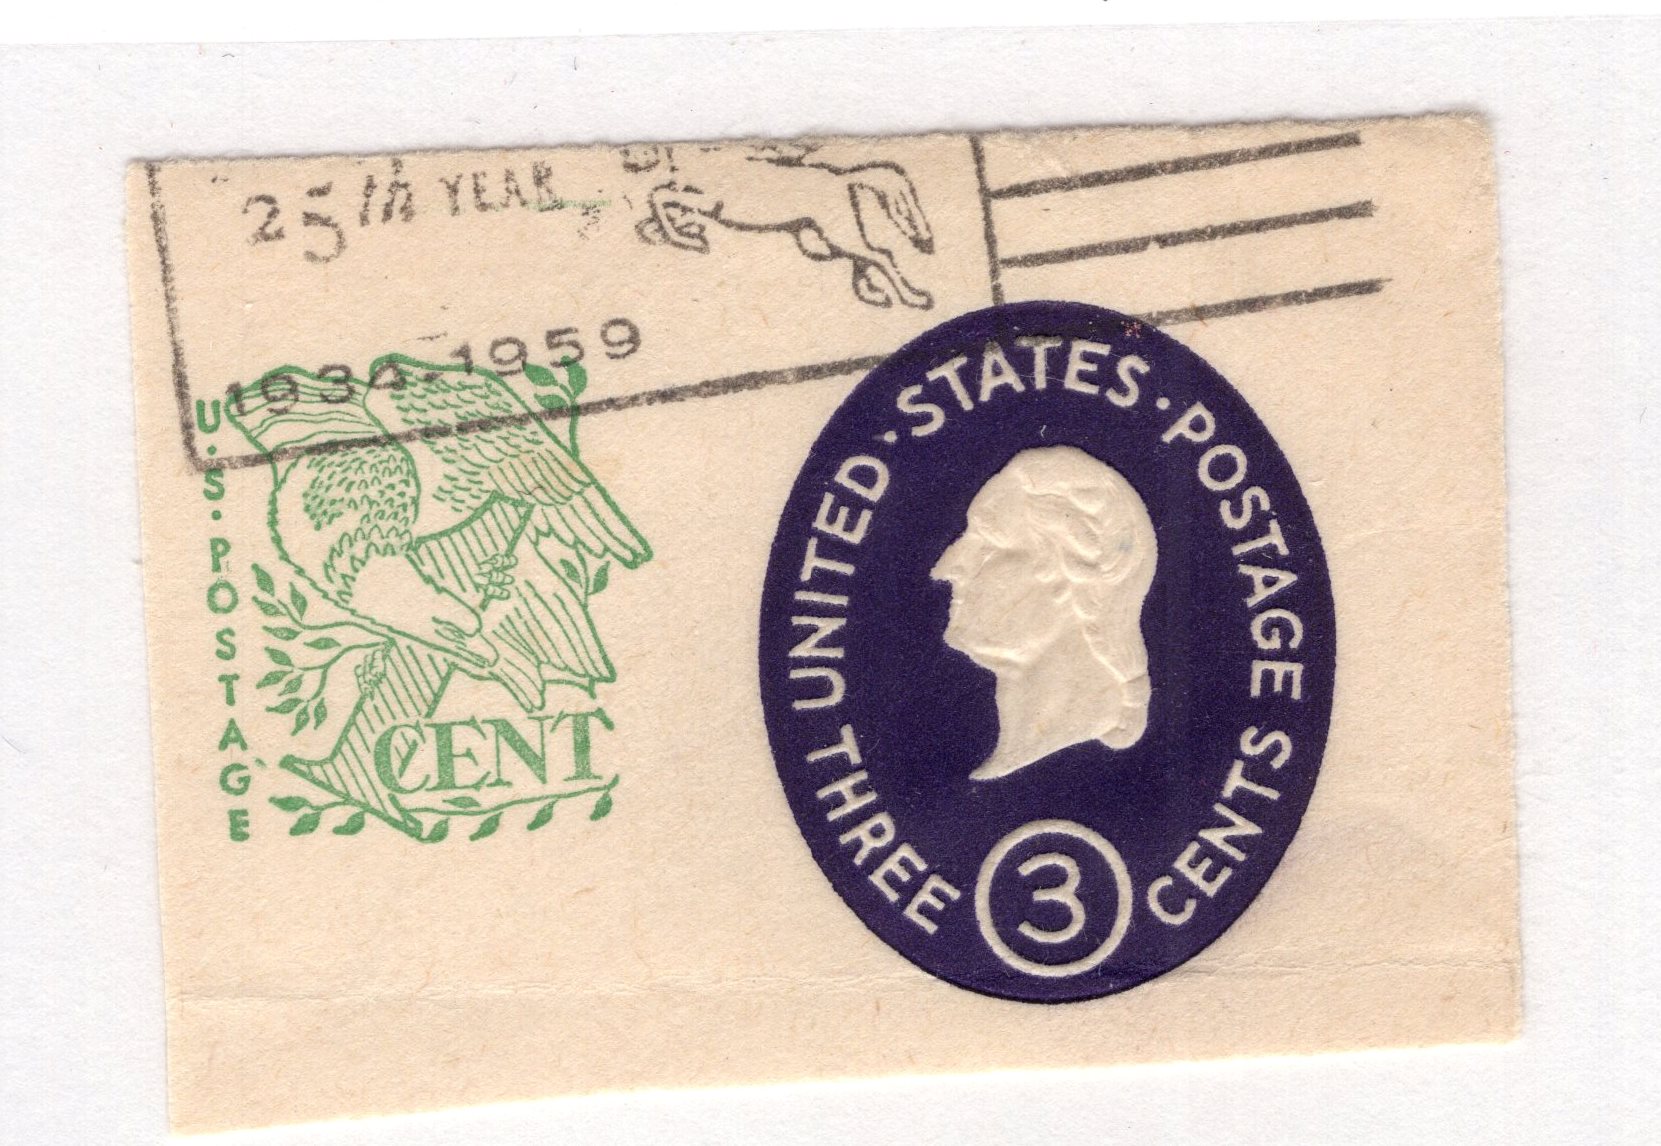 25th YEAR
1934-1959
U.S. POSTAGE
CENT
UNITED · STATES · POSTAGE
THREE 3 CENTS